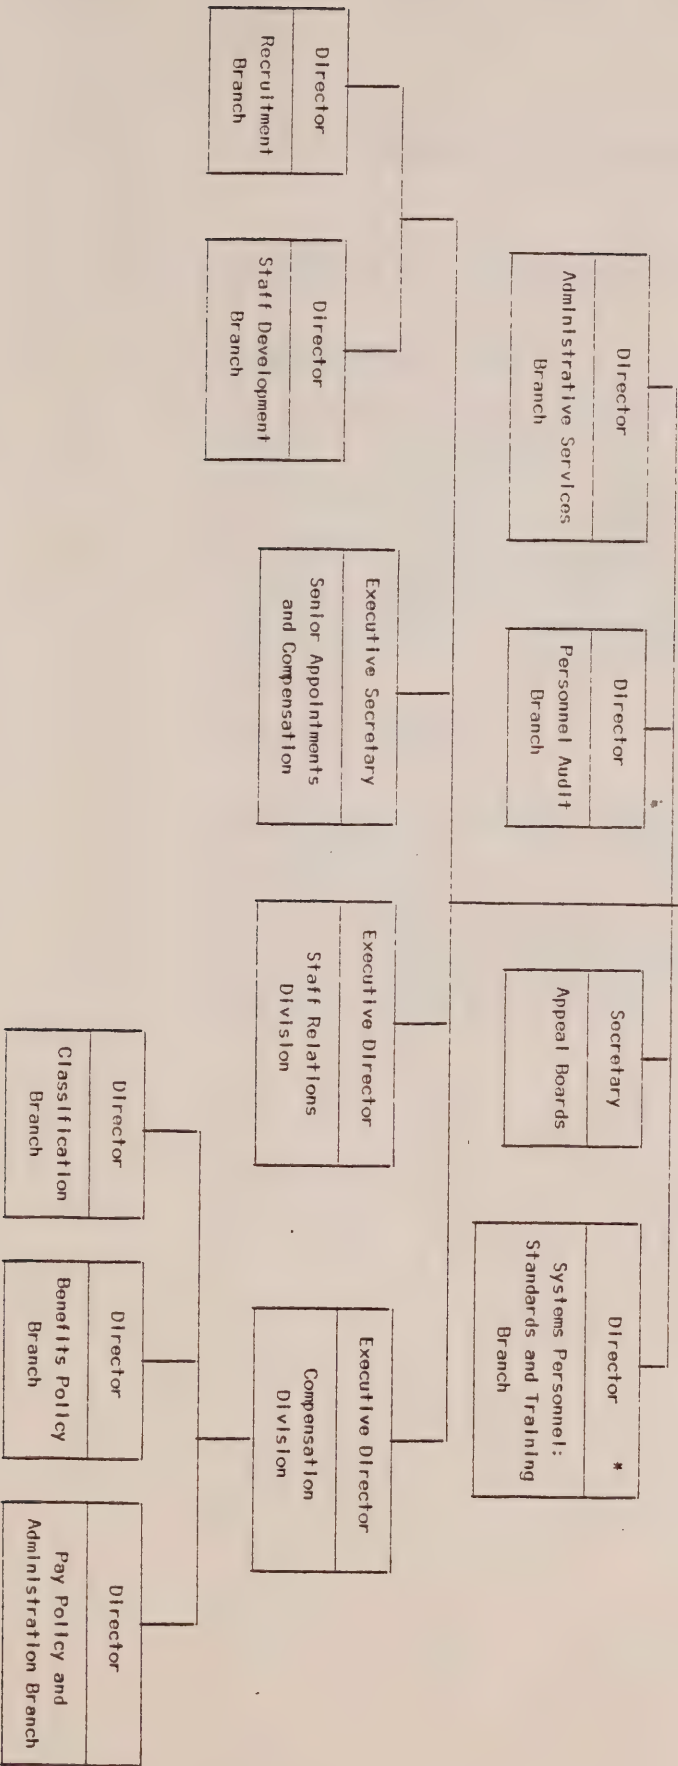 Director
Administrative Services
Branch
Director
Personnel Audit
Branch
Secretary
Appeal Boards
Director *
Systems Personnel:
Standards and Training
Branch
Director
Recruitment
Branch
Director
Staff Development
Branch
Executive Secretary
Senior Appointments
and Compensation
Executive Director
Staff Relations
Division
Executive Director
Compensation
Division
Director
Classification
Branch
Director
Benefits Policy
Branch
Director
Pay Policy and
Administration Branch